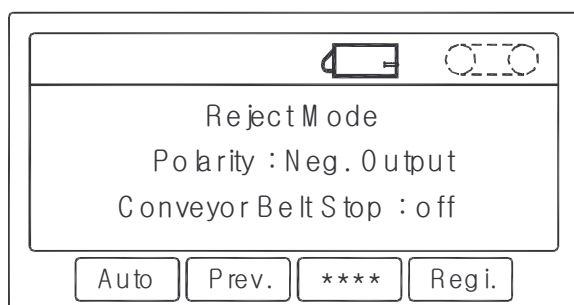 Reject Mode
Polarity : Neg. Output
Conveyor Belt Stop : off
Auto Prev. **** Regi.